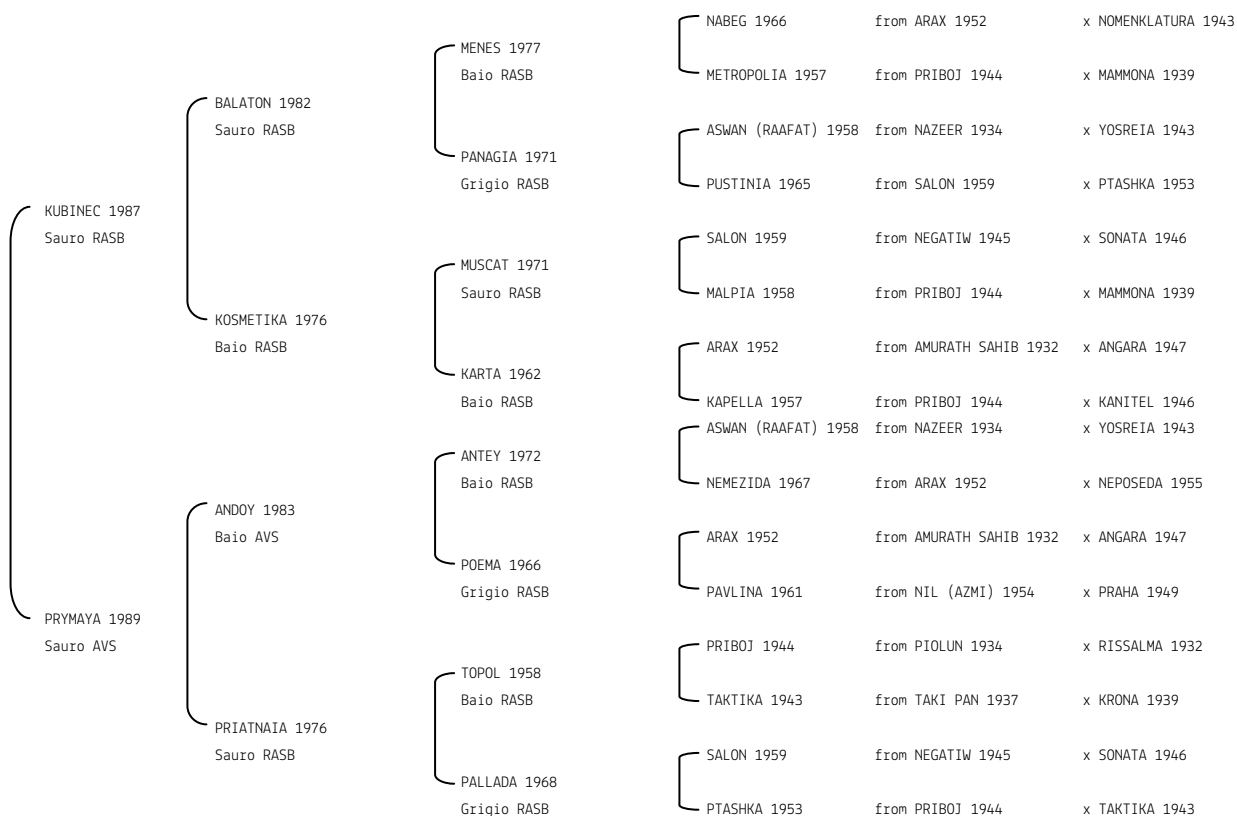 NABEG 1966 from ARAX 1952 x NOMENKLATURA 1943
MENES 1977
Baio RASB METROPOLIA 1957 from PRIBOJ 1944 x MAMMONA 1939
BALATON 1982
Sauro RASB ASWAN (RAAFAT) 1958 from NAZEER 1934 x YOSREIA 1943
PANAGIA 1971
Grigio RASB PUSTINIA 1965 from SALON 1959 x PTASHKA 1953
KUBINEC 1987
Sauro RASB SALON 1959 from NEGATIW 1945 x SONATA 1946
MUSCAT 1971
Sauro RASB MALPIA 1958 from PRIBOJ 1944 x MAMMONA 1939
KOSMETIKA 1976
Baio RASB ARAX 1952 from AMURATH SAHIB 1932 x ANGARA 1947
KARTA 1962
Baio RASB KAPELLA 1957 from PRIBOJ 1944 x KANITEL 1946
ASWAN (RAAFAT) 1958 from NAZEER 1934 x YOSREIA 1943
ANTEY 1972
Baio RASB NEMEZIDA 1967 from ARAX 1952 x NEPOSEDA 1955
ANDOY 1983
Baio AVS ARAX 1952 from AMURATH SAHIB 1932 x ANGARA 1947
POEMA 1966
Grigio RASB PAVLINA 1961 from NIL (AZMI) 1954 x PRAHA 1949
PRYMAYA 1989
Sauro AVS PRIBOJ 1944 from PIOLUN 1934 x RISSALMA 1932
TOPOL 1958
Baio RASB TAKTIKA 1943 from TAKI PAN 1937 x KRONA 1939
PRIATNAIA 1976
Sauro RASB SALON 1959 from NEGATIW 1945 x SONATA 1946
PALLADA 1968
Grigio RASB PTASHKA 1953 from PRIBOJ 1944 x TAKTIKA 1943